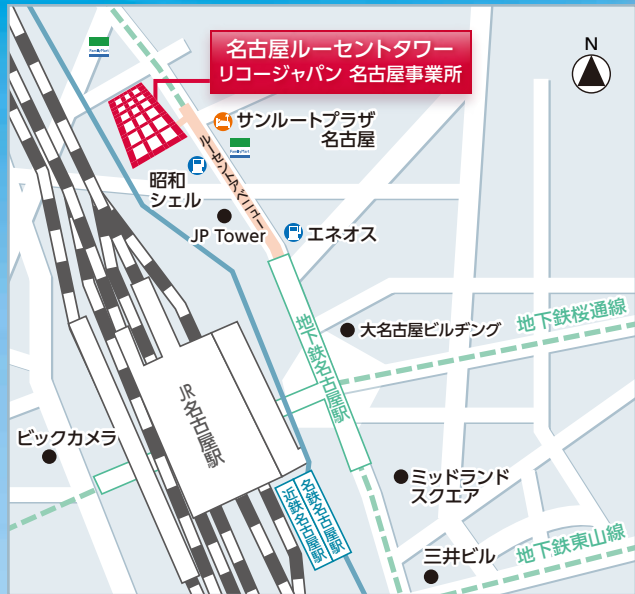 名古屋ルーセントタワー
リコージャパン 名古屋事業所
N
FamilyMart
サンルートプラザ
名古屋
FamilyMart
ルーセントアベニュー
昭和
シェル
JP Tower
エネオス
地下鉄名古屋駅
大名古屋ビルヂング
地下鉄桜通線
JR名古屋駅
ビックカメラ
ミッドランド
スクエア
名鉄名古屋駅
近鉄名古屋駅
三井ビル
地下鉄東山線